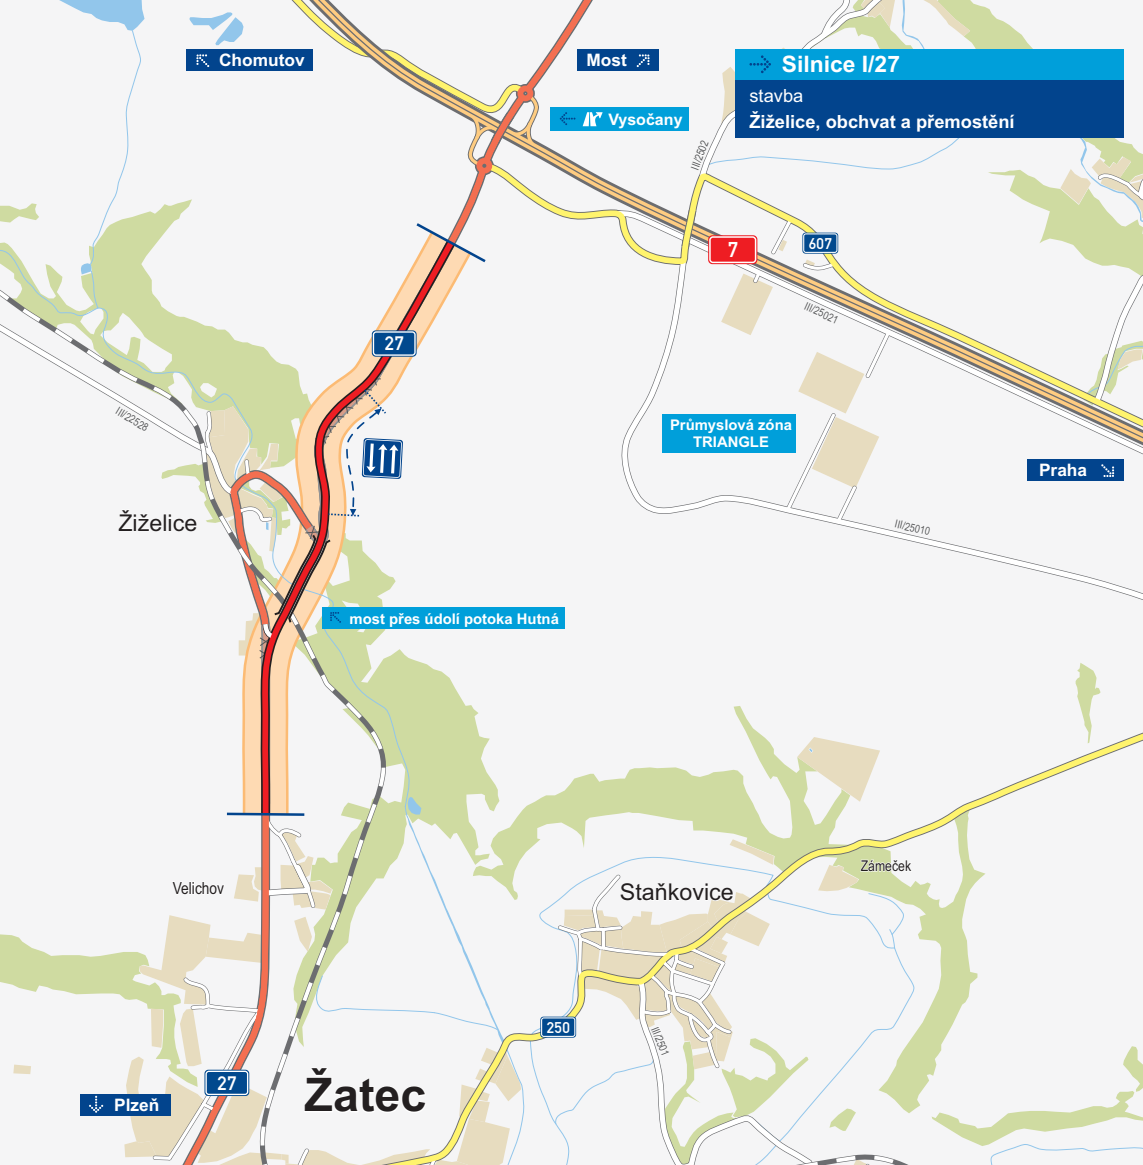 Chomutov
Most
Silnice I/27
stavba
Žiželice, obchvat a přemostění
Vysočany
III/2502
7
607
27
III/25021
III/22528
Průmyslová zóna
TRIANGLE
Praha
Žiželice
III/25010
most přes údolí potoka Hutná
Zámeček
Velichov
Staňkovice
250
III/2501
27
Žatec
Plzeň